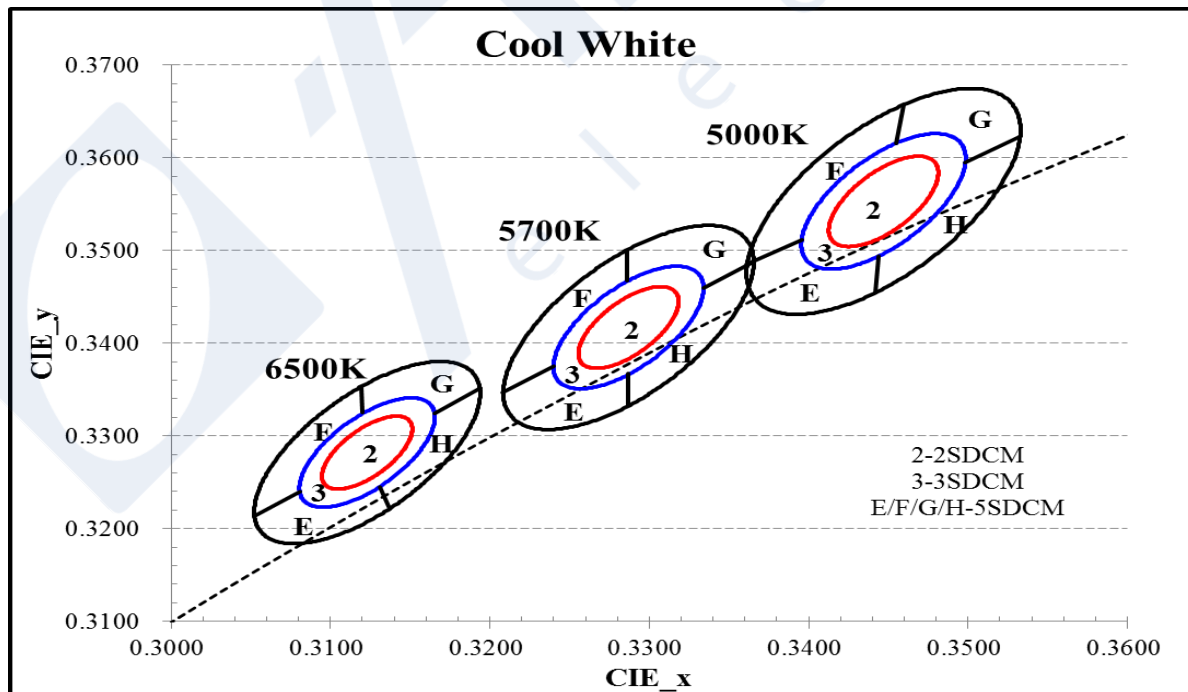 Cool White
0.3700
0.3600
0.3500
0.3400
0.3300
0.3200
0.3100
CIE_y
5000K
G
F
2
3
H
E
5700K
G
F
2
3
H
E
6500K
G
F
2
3
H
E
2-2SDCM
3-3SDCM
E/F/G/H-5SDCM
0.3000 0.3100 0.3200 0.3300 0.3400 0.3500 0.3600
CIE_x
e l e